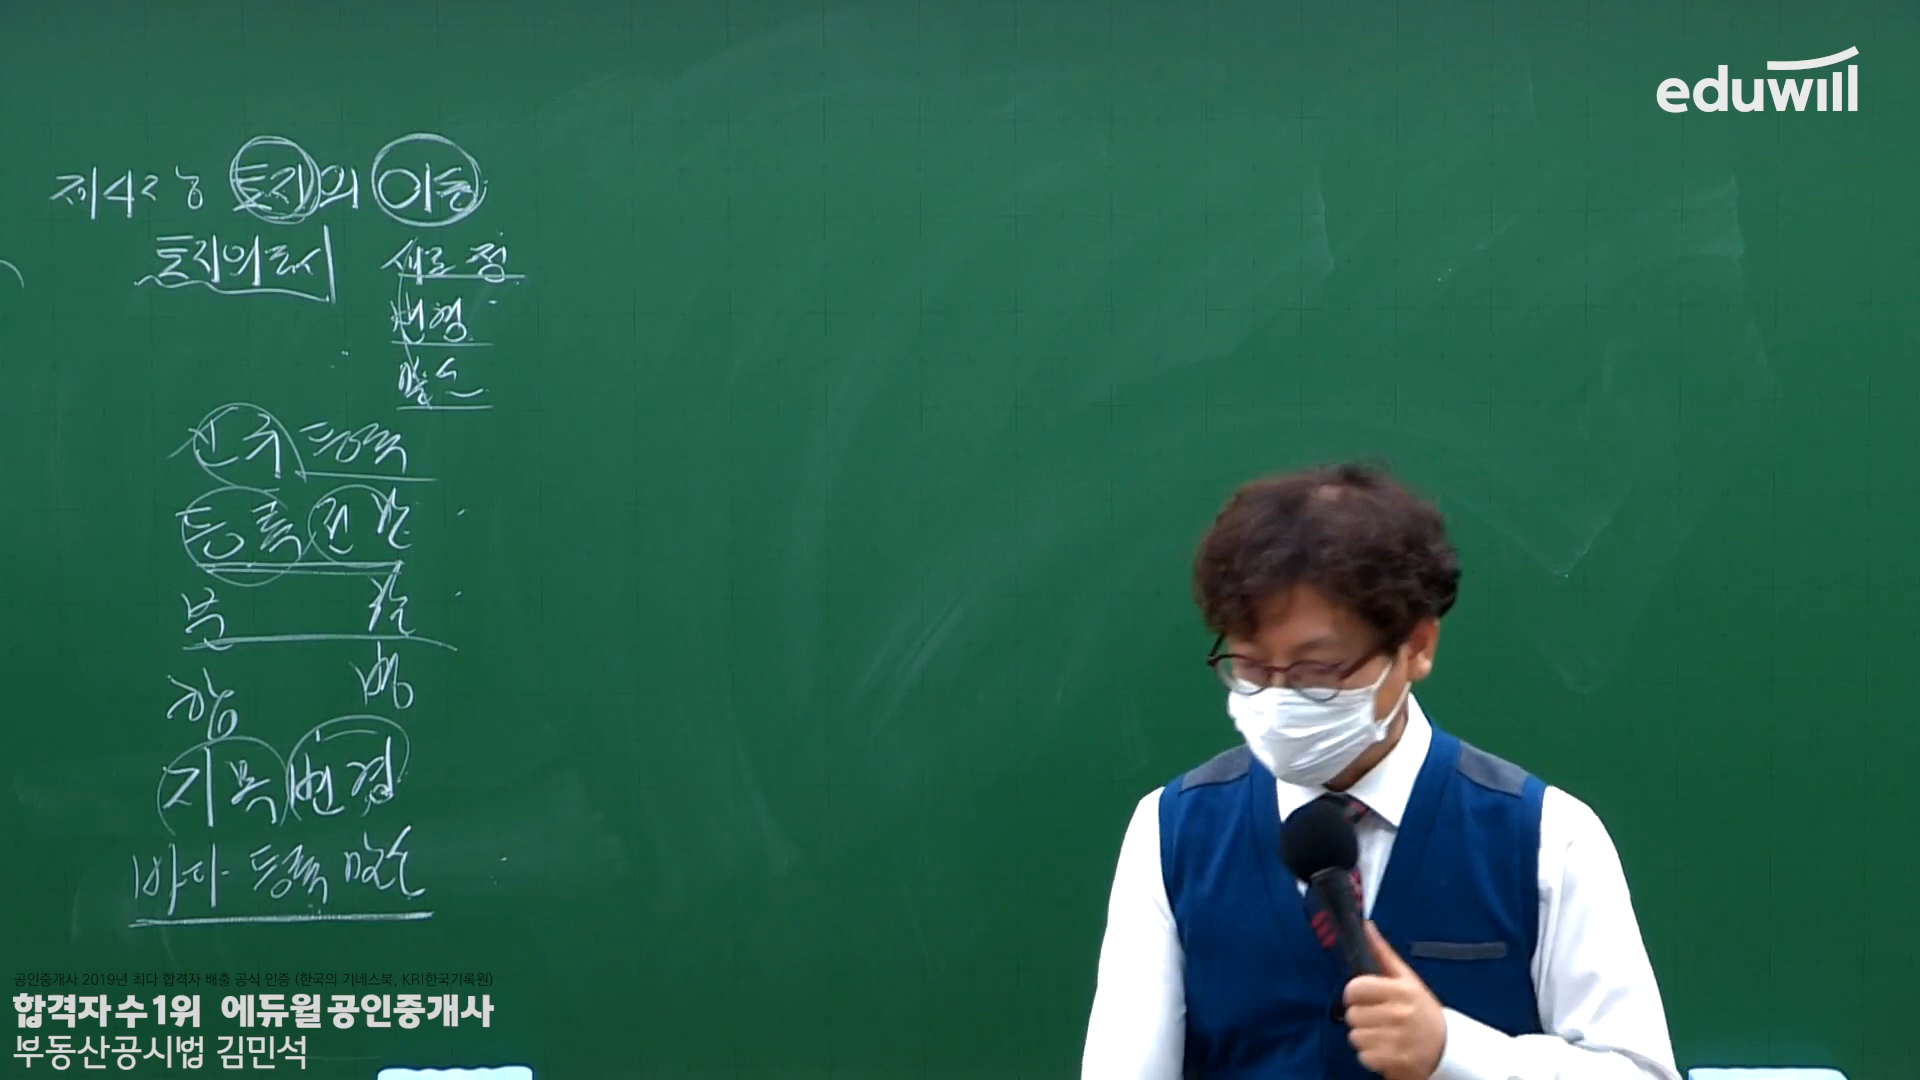 eduwill
제4강 토지의 이동
토지의 표시 새로 정
변경
말소
신규등록
등록전환
분할
합병
지목변경
바다 등록말소
공인중개사 2019년 최다 합격자 배출 공식 인증 (한국의 기네스북, KRI한국기록원)
합격자 수 1위 에듀윌 공인중개사
부동산공시법 김민석